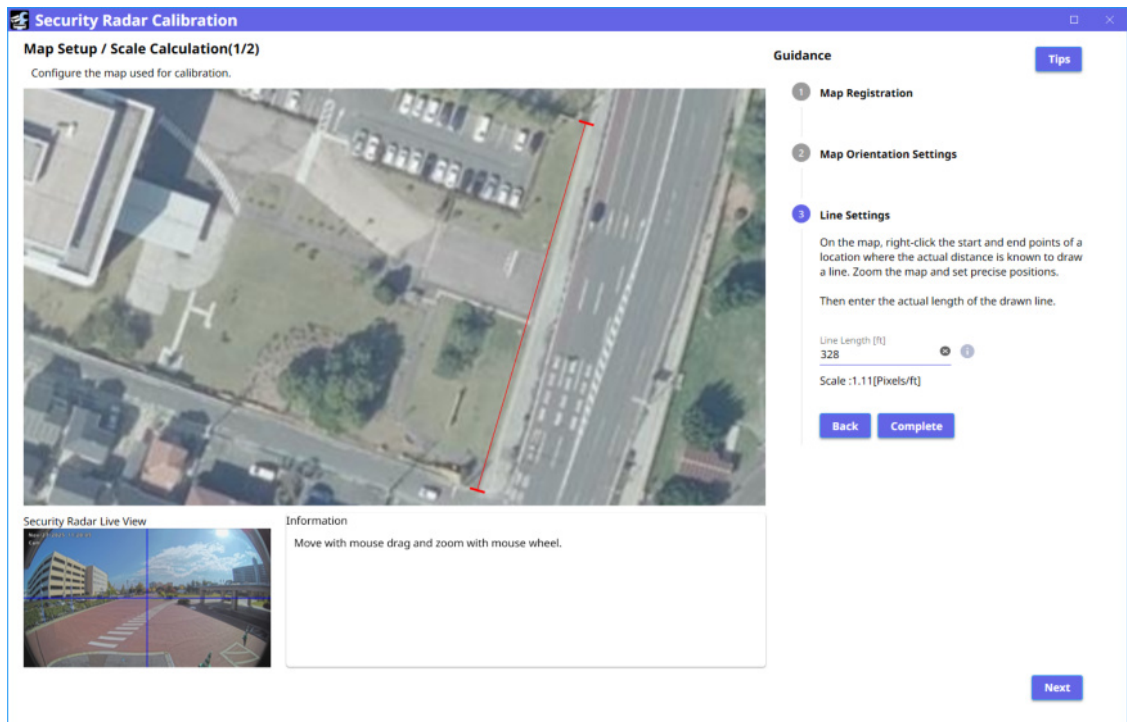 Security Radar Calibration
Map Setup / Scale Calculation(1/2)
Configure the map used for calibration.
Guidance
Tips
1 Map Registration
2 Map Orientation Settings
3 Line Settings
On the map, right-click the start and end points of a
location where the actual distance is known to draw
a line. Zoom the map and set precise positions.
Then enter the actual length of the drawn line.
Line Length [ft]
328
Scale :1.11[Pixels/ft]
Back
Complete
Security Radar Live View
Information
Move with mouse drag and zoom with mouse wheel.
Next